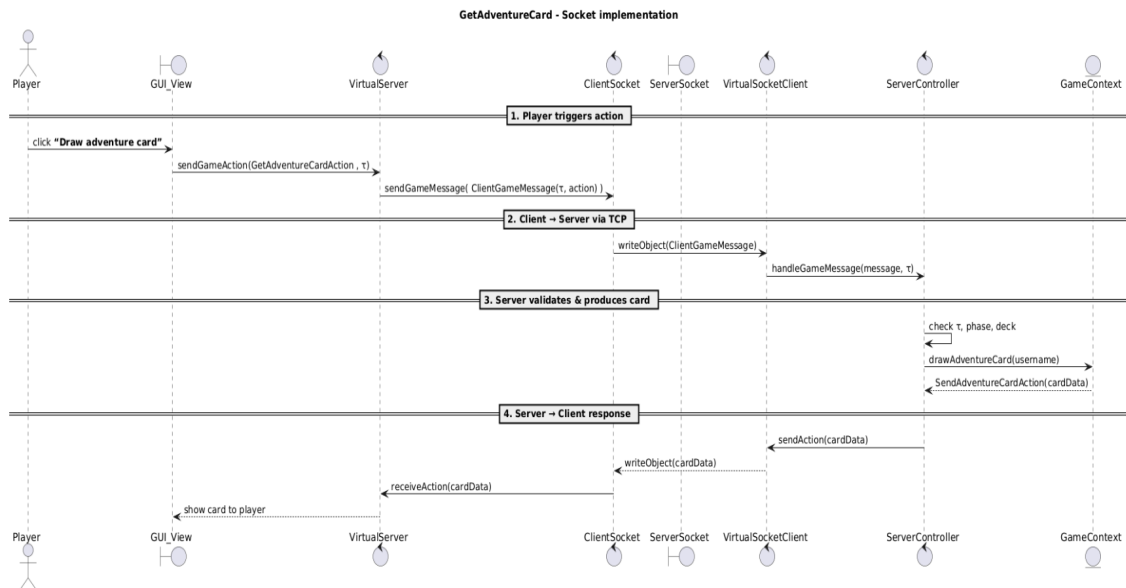 GetAdventureCard - Socket implementation
Player GUI_View VirtualServer ClientSocket ServerSocket VirtualSocketClient ServerController GameContext
1. Player triggers action
click “Draw adventure card”
sendGameAction(GetAdventureCardAction , τ)
sendGameMessage( ClientGameMessage(τ, action) )
2. Client → Server via TCP
writeObject(ClientGameMessage)
handleGameMessage(message, τ)
3. Server validates & produces card
check τ, phase, deck
drawAdventureCard(username)
SendAdventureCardAction(cardData)
4. Server → Client response
sendAction(cardData)
writeObject(cardData)
receiveAction(cardData)
show card to player
Player GUI_View VirtualServer ClientSocket ServerSocket VirtualSocketClient ServerController GameContext